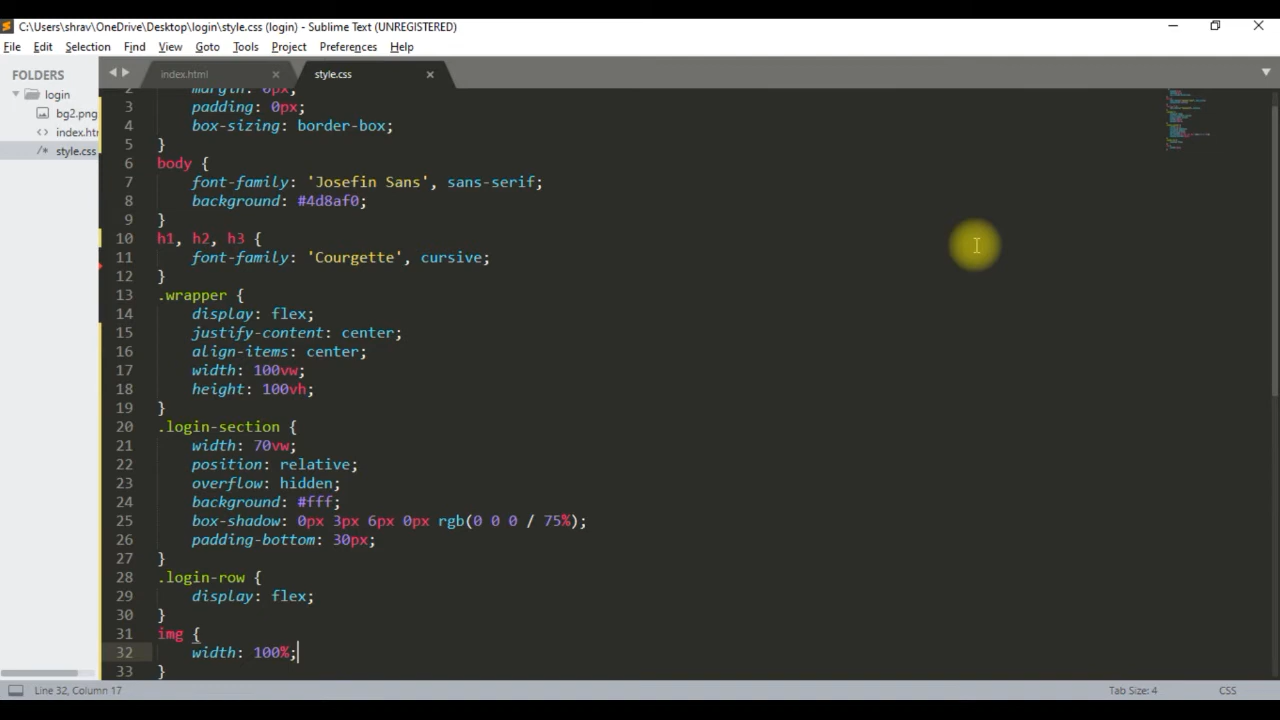 C:\Users\shrav\OneDrive\Desktop\login\style.css (login) - Sublime Text (UNREGISTERED)
File Edit Selection Find View Goto Tools Project Preferences Help
FOLDERS
login
bg2.png
index.htm
style.css
index.html
style.css
2 margin: 0px;
3 padding: 0px;
4 box-sizing: border-box;
5 }
6 body {
7 font-family: 'Josefin Sans', sans-serif;
8 background: #4d8af0;
9 }
10 h1, h2, h3 {
11 font-family: 'Courgette', cursive;
12 }
13 .wrapper {
14 display: flex;
15 justify-content: center;
16 align-items: center;
17 width: 100vw;
18 height: 100vh;
19 }
20 .login-section {
21 width: 70vw;
22 position: relative;
23 overflow: hidden;
24 background: #fff;
25 box-shadow: 0px 3px 6px 0px rgb(0 0 0 / 75%);
26 padding-bottom: 30px;
27 }
28 .login-row {
29 display: flex;
30 }
31 img {
32 width: 100%;
33 }
Line 32, Column 17
Tab Size: 4
CSS